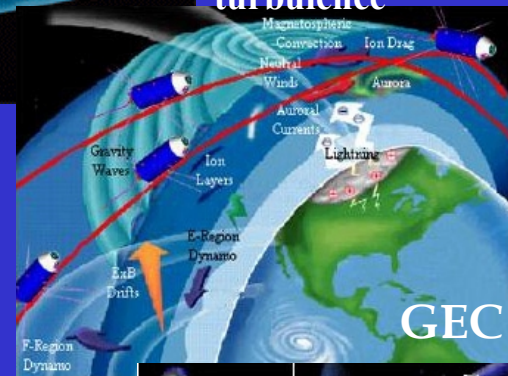 turbulence
Magnetospheric
Convection
Ion Drag
Neutral
Winds
Aurora
Auroral
Currents
Lightning
Gravity
Waves
Ion
Layers
E-Region
Dynamo
ExB
Drifts
GEC
F-Region
Dynamo